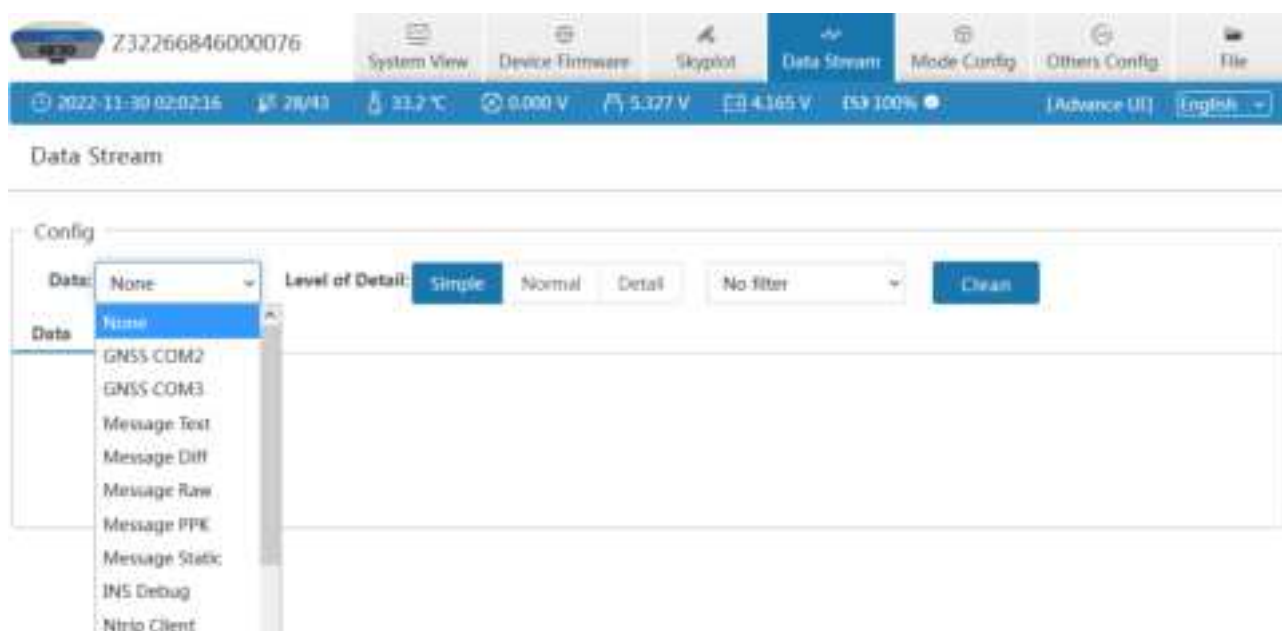 Z32266846000076
System View Device Firmware Skyplot Data Stream Mode Config Others Config File
2022-11-30 02:02:16 28/43 33.2 ℃ 0.000 V 5.327 V 4.165 V 100% [Advance UI] English
Data Stream
Config
Data: None Level of Detail: Simple Normal Detail No filter Clean
None
Data
GNSS COM2
GNSS COM3
Message Text
Message Diff
Message Raw
Message PPK
Message Static
INS Debug
Ntrip Client